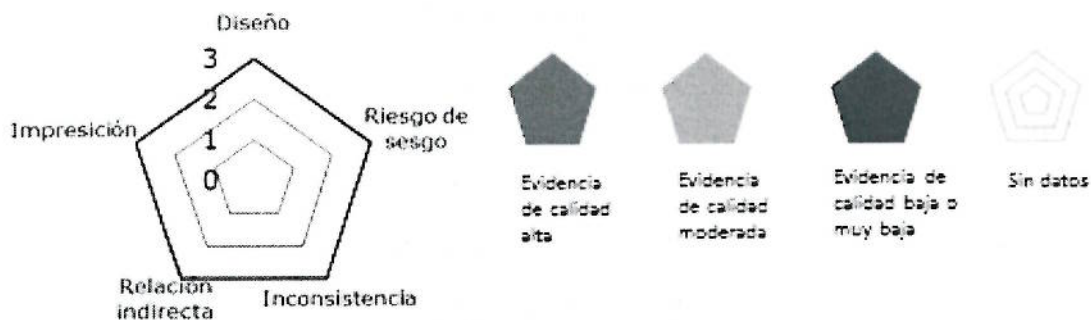 Diseño
3
2
1
0
Impresición
Riesgo de
sesgo
Relación
indirecta
Inconsistencia
Evidencia
de calidad
alta
Evidencia
de calidad
moderada
Evidencia de
calidad baja o
muy baja
Sin datos